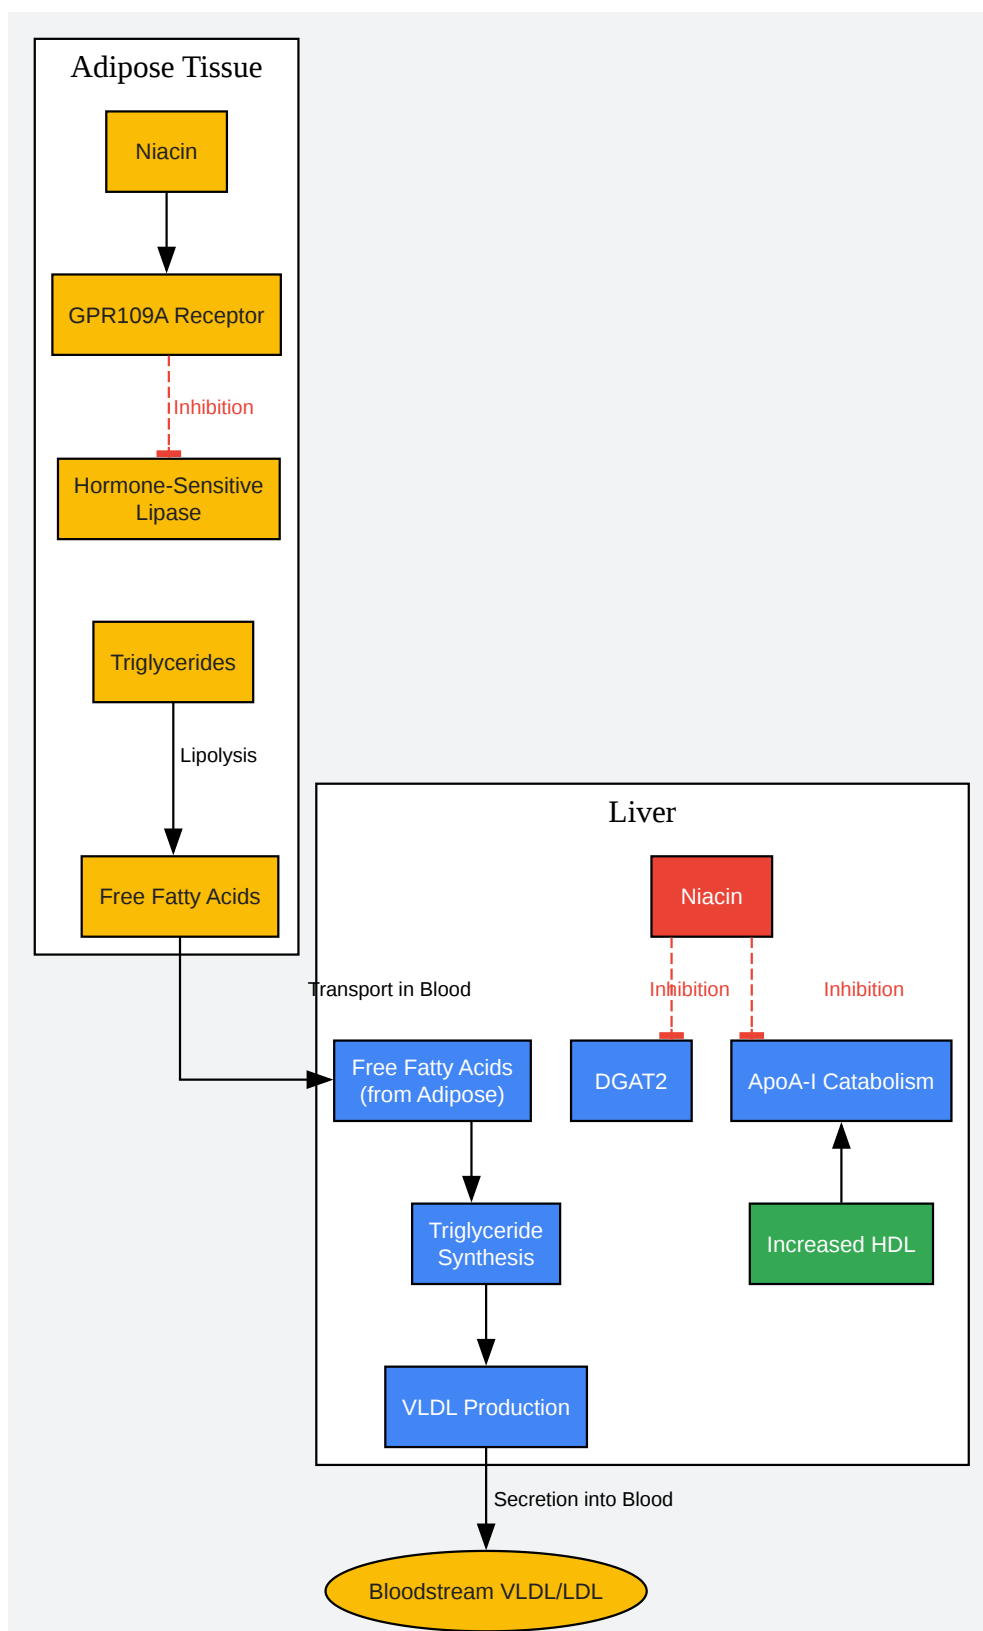 Adipose Tissue
Niacin
GPR109A Receptor
Inhibition
Hormone-Sensitive
Lipase
Triglycerides
Lipolysis
Free Fatty Acids
Liver
Niacin
Transport in Blood
Inhibition
Inhibition
Free Fatty Acids
(from Adipose)
DGAT2
ApoA-I Catabolism
Triglyceride
Synthesis
Increased HDL
VLDL Production
Secretion into Blood
Bloodstream VLDL/LDL